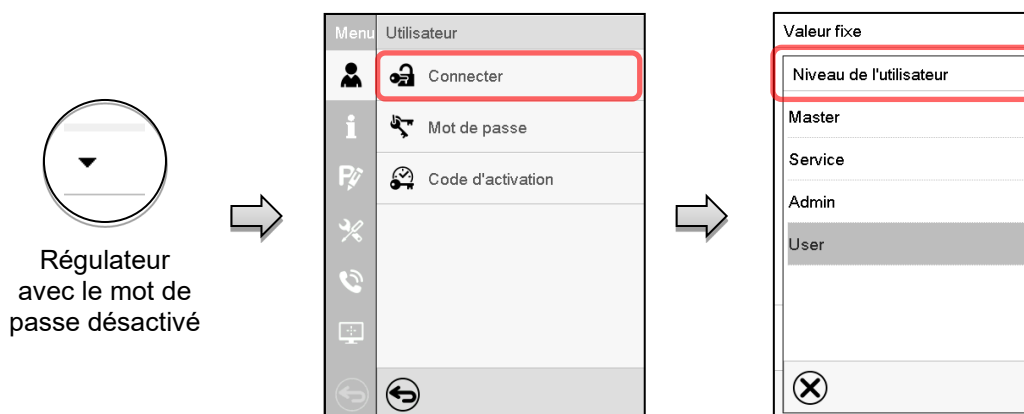 Régulateur
avec le mot de
passe désactivé
Menu
Utilisateur
Connecter
Mot de passe
Code d'activation
Valeur fixe
Niveau de l'utilisateur
Master
Service
Admin
User